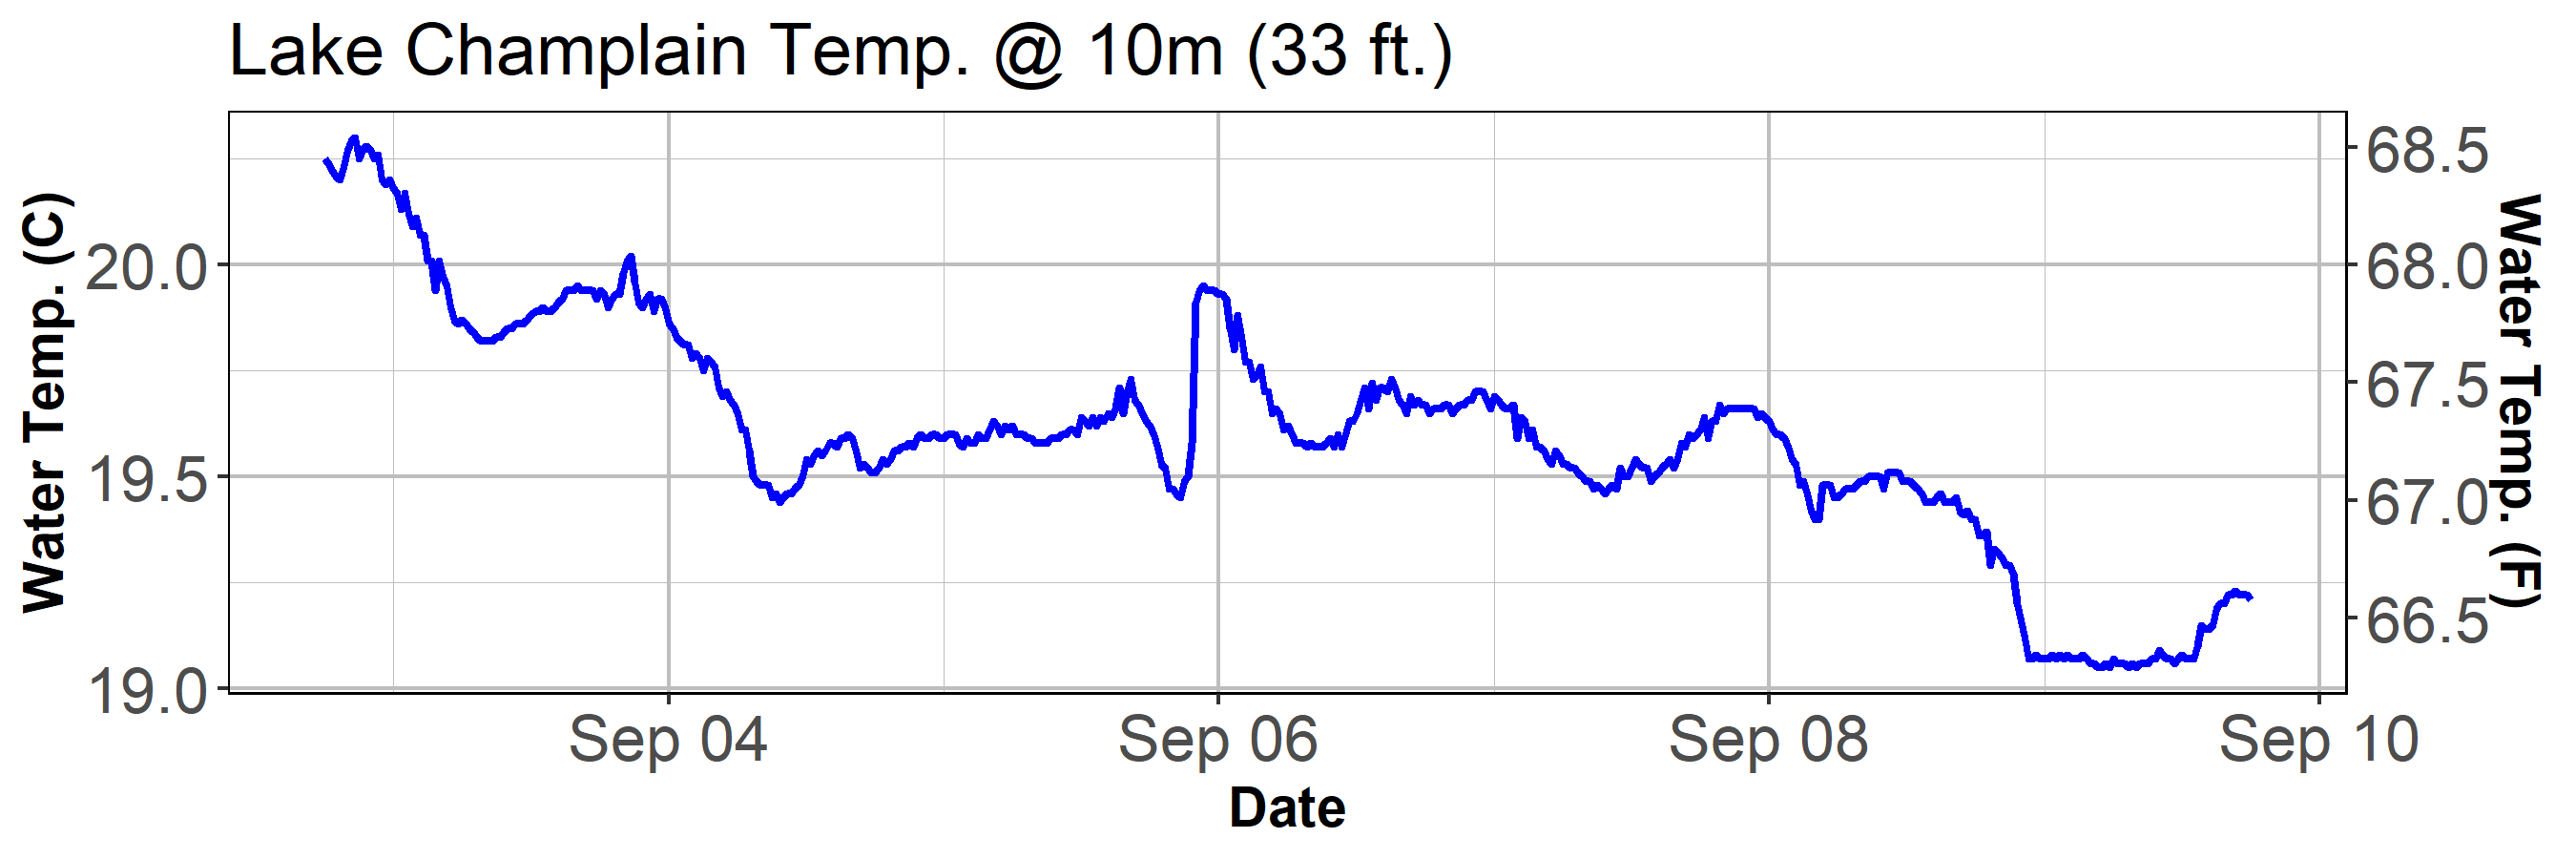 Lake Champlain Temp. @ 10m (33 ft.)
Water Temp. (C)
20.0
19.5
19.0
68.5
68.0
67.5
67.0
66.5
Water Temp. (F)
Sep 04
Sep 06
Sep 08
Sep 10
Date